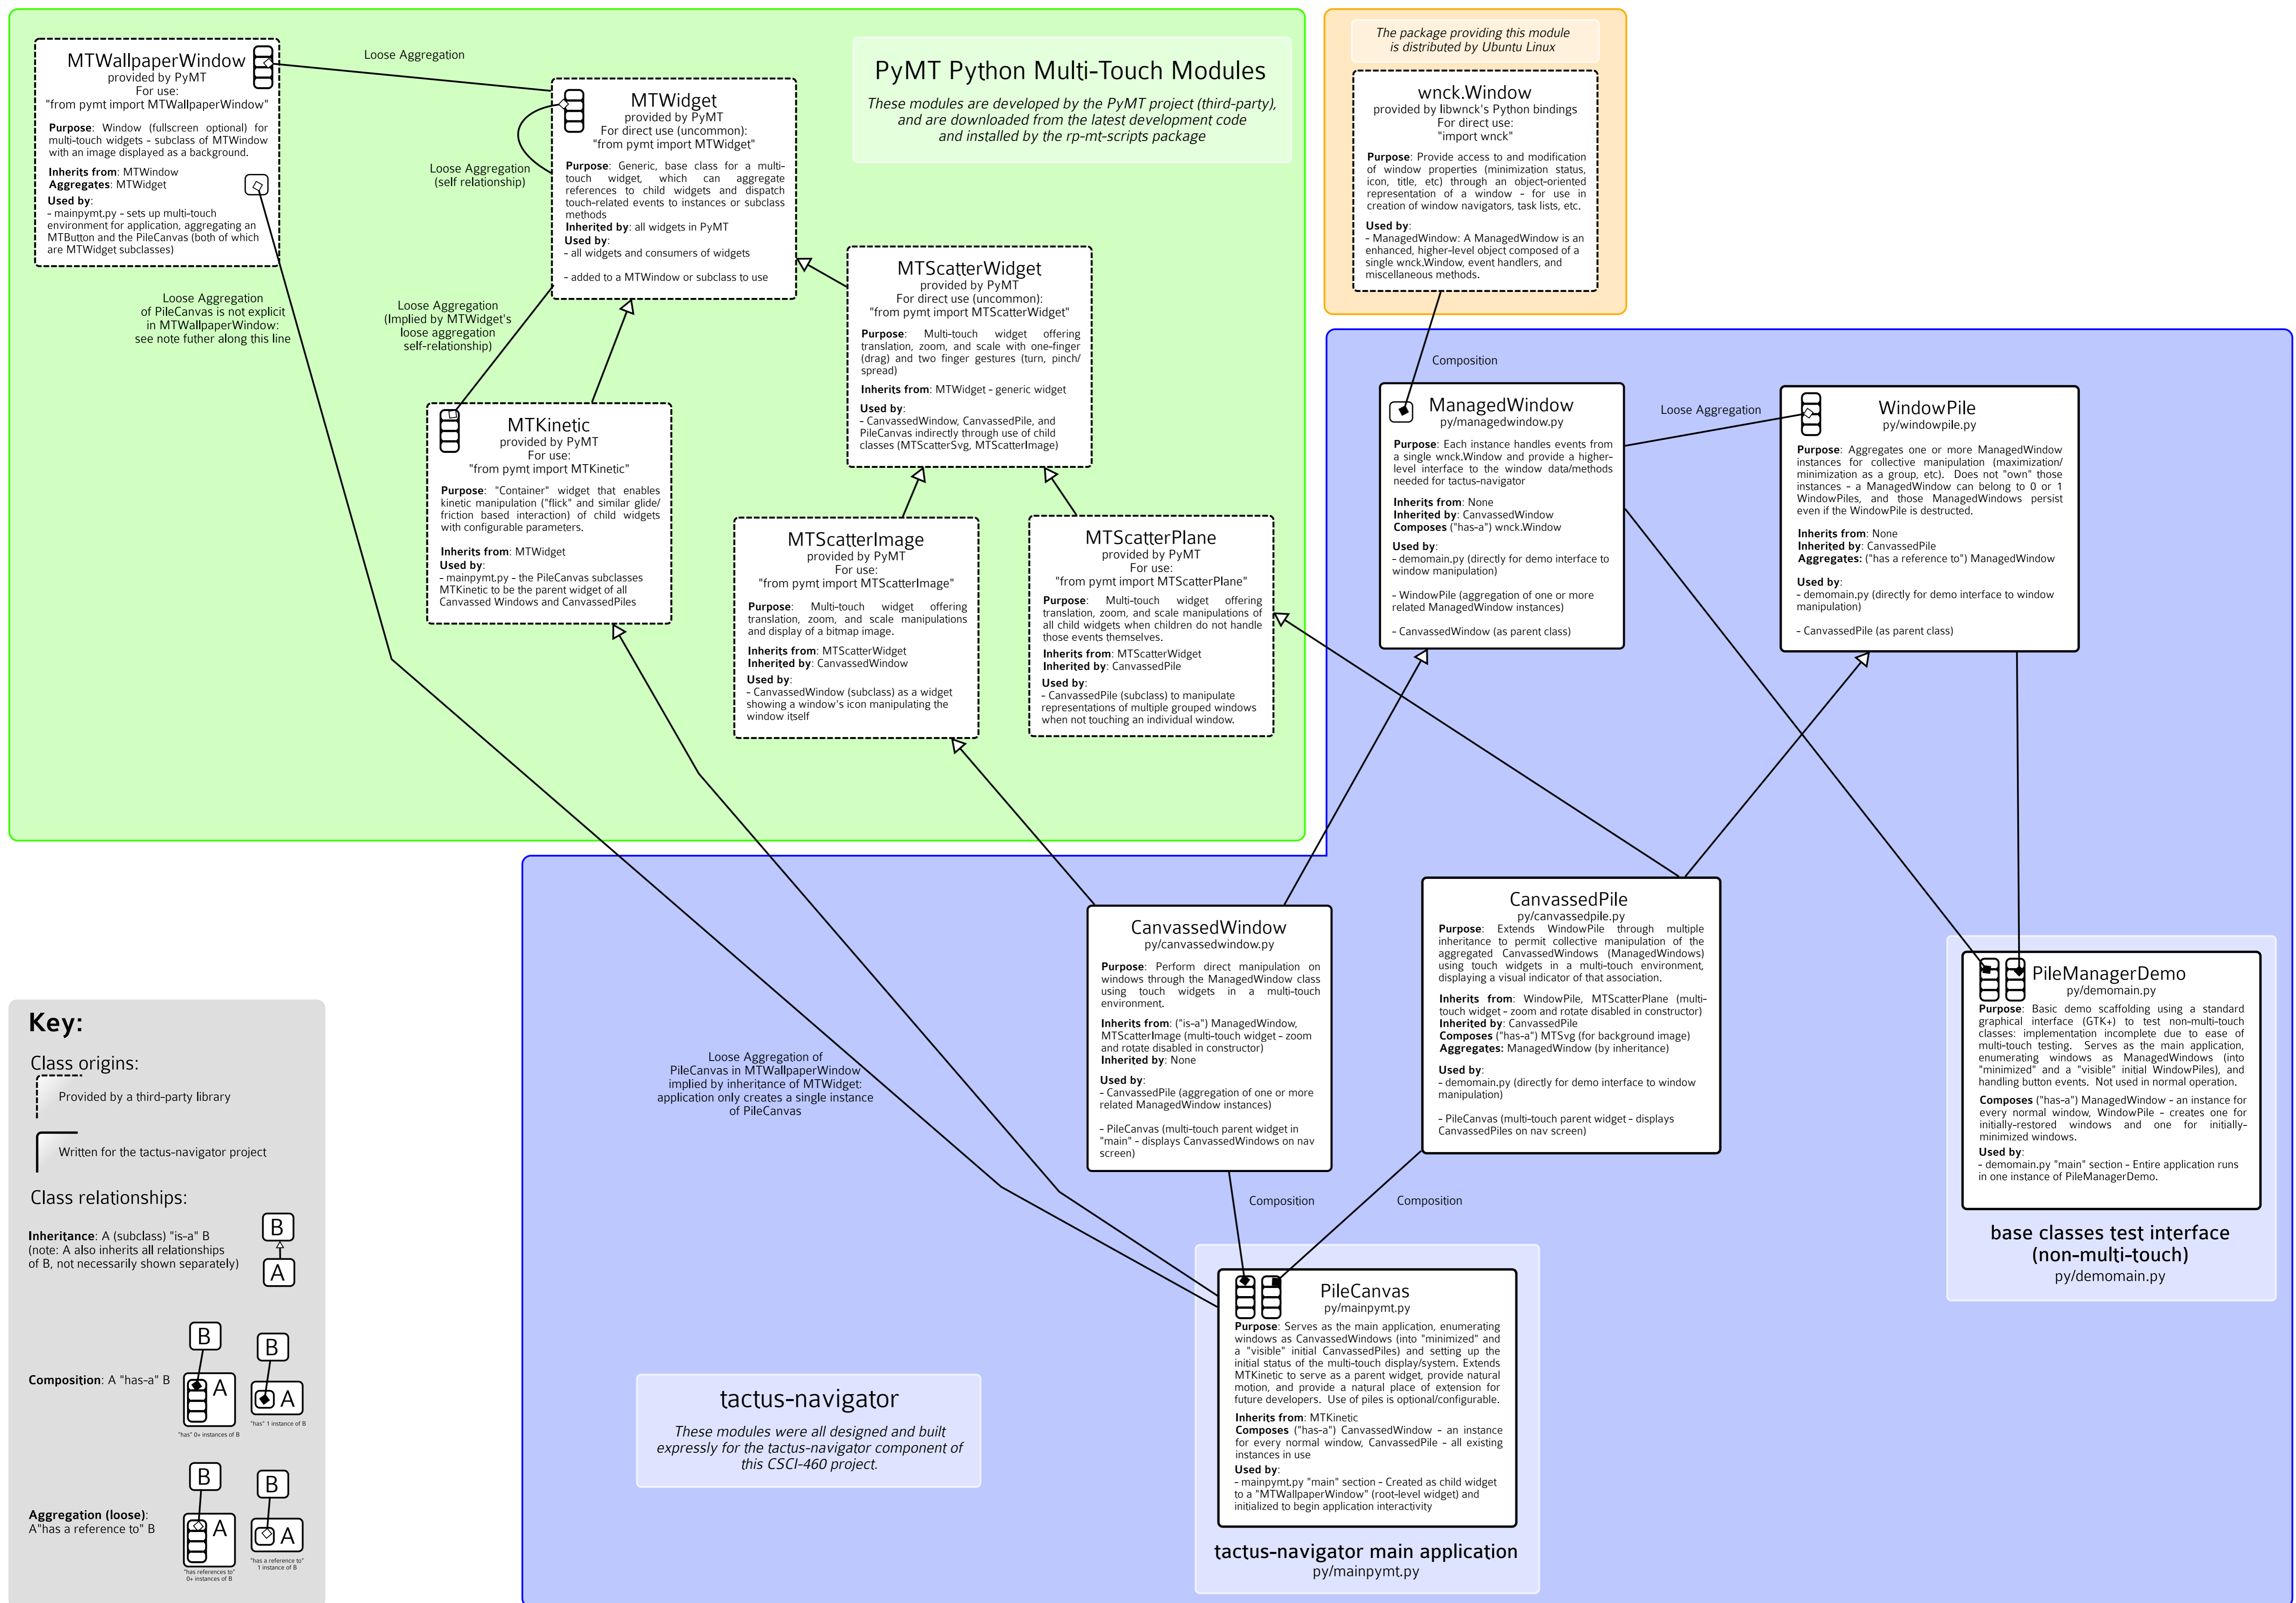 MTWallpaperWindow
provided by PyMT
For use:
"from pymt import MTWallpaperWindow"
Purpose: Window (fullscreen optional) for
multi-touch widgets - subclass of MTWindow
with an image displayed as a background.
Inherits from: MTWindow
Aggregates: MTWidget
Used by:
- mainpymt.py - sets up multi-touch
environment for application, aggregating an
MTButton and the PileCanvas (both of which
are MTWidget subclasses)
Loose Aggregation
MTWidget
provided by PyMT
For direct use (uncommon):
"from pymt import MTWidget"
Purpose: Generic, base class for a multi-
touch widget, which can aggregate
references to child widgets and dispatch
touch-related events to instances or subclass
methods
Inherited by: all widgets in PyMT
Used by:
- all widgets and consumers of widgets
- added to a MTWindow or subclass to use
Loose Aggregation
(self relationship)
PyMT Python Multi-Touch Modules
These modules are developed by the PyMT project (third-party),
and are downloaded from the latest development code
and installed by the rp-mt-scripts package
The package providing this module
is distributed by Ubuntu Linux
wnck.Window
provided by libwnck's Python bindings
For direct use:
"import wnck"
Purpose: Provide access to and modification
of window properties (minimization status,
icon, title, etc) through an object-oriented
representation of a window - for use in
creation of window navigators, task lists, etc.
Used by:
- ManagedWindow: A ManagedWindow is an
enhanced, higher-level object composed of a
single wnck.Window, event handlers, and
miscellaneous methods.
Loose Aggregation
of PileCanvas is not explicit
in MTWallpaperWindow:
see note futher along this line
Loose Aggregation
(Implied by MTWidget's
loose aggregation
self-relationship)
MTScatterWidget
provided by PyMT
For direct use (uncommon):
"from pymt import MTScatterWidget"
Purpose: Multi-touch widget offering
translation, zoom, and scale with one-finger
(drag) and two finger gestures (turn, pinch/
spread)
Inherits from: MTWidget - generic widget
Used by:
- CanvassedWindow, CanvassedPile, and
PileCanvas indirectly through use of child
classes (MTScatterSvg, MTScatterImage)
MTKinetic
provided by PyMT
For use:
"from pymt import MTKinetic"
Purpose: "Container" widget that enables
kinetic manipulation ("flick" and similar glide/
friction based interaction) of child widgets
with configurable parameters.
Inherits from: MTWidget
Used by:
- mainpymt.py - the PileCanvas subclasses
MTKinetic to be the parent widget of all
Canvassed Windows and CanvassedPiles
MTScatterImage
provided by PyMT
For use:
"from pymt import MTScatterImage"
Purpose: Multi-touch widget offering
translation, zoom, and scale manipulations
and display of a bitmap image.
Inherits from: MTScatterWidget
Inherited by: CanvassedWindow
Used by:
- CanvassedWindow (subclass) as a widget
showing a window's icon manipulating the
window itself
MTScatterPlane
provided by PyMT
For use:
"from pymt import MTScatterPlane"
Purpose: Multi-touch widget offering
translation, zoom, and scale manipulations of
all child widgets when children do not handle
those events themselves.
Inherits from: MTScatterWidget
Inherited by: CanvassedPile
Used by:
- CanvassedPile (subclass) to manipulate
representations of multiple grouped windows
when not touching an individual window.
Composition
ManagedWindow
py/managedwindow.py
Purpose: Each instance handles events from
a single wnck.Window and provide a higher-
level interface to the window data/methods
needed for tactus-navigator
Inherits from: None
Inherited by: CanvassedWindow
Composes ("has-a") wnck.Window
Used by:
- demomain.py (directly for demo interface to
window manipulation)
- WindowPile (aggregation of one or more
related ManagedWindow instances)
- CanvassedWindow (as parent class)
Loose Aggregation
WindowPile
py/windowpile.py
Purpose: Aggregates one or more ManagedWindow
instances for collective manipulation (maximization/
minimization as a group, etc). Does not "own" those
instances - a ManagedWindow can belong to 0 or 1
WindowPiles, and those ManagedWindows persist
even if the WindowPile is destructed.
Inherits from: None
Inherited by: CanvassedPile
Aggregates: ("has a reference to") ManagedWindow
Used by:
- demomain.py (directly for demo interface to window
manipulation)
- CanvassedPile (as parent class)
CanvassedWindow
py/canvassedwindow.py
Purpose: Perform direct manipulation on
windows through the ManagedWindow class
using touch widgets in a multi-touch
environment.
Inherits from: ("is-a") ManagedWindow,
MTScatterImage (multi-touch widget - zoom
and rotate disabled in constructor)
Inherited by: None
Used by:
- CanvassedPile (aggregation of one or more
related ManagedWindow instances)
- PileCanvas (multi-touch parent widget in
"main" - displays CanvassedWindows on nav
screen)
CanvassedPile
py/canvassedpile.py
Purpose: Extends WindowPile through multiple
inheritance to permit collective manipulation of the
aggregated CanvassedWindows (ManagedWindows)
using touch widgets in a multi-touch environment,
displaying a visual indicator of that association.
Inherits from: WindowPile, MTScatterPlane (multi-
touch widget - zoom and rotate disabled in constructor)
Inherited by: CanvassedPile
Composes ("has-a") MTSvg (for background image)
Aggregates: ManagedWindow (by inheritance)
Used by:
- demomain.py (directly for demo interface to window
manipulation)
- PileCanvas (multi-touch parent widget - displays
CanvassedPiles on nav screen)
PileManagerDemo
py/demomain.py
Purpose: Basic demo scaffolding using a standard
graphical interface (GTK+) to test non-multi-touch
classes: implementation incomplete due to ease of
multi-touch testing. Serves as the main application,
enumerating windows as ManagedWindows (into
"minimized" and a "visible" initial WindowPiles), and
handling button events. Not used in normal operation.
Composes ("has-a") ManagedWindow - an instance for
every normal window, WindowPile - creates one for
initially-restored windows and one for initially-
minimized windows.
Used by:
- demomain.py "main" section - Entire application runs
in one instance of PileManagerDemo.
base classes test interface
(non-multi-touch)
py/demomain.py
Loose Aggregation of
PileCanvas in MTWallpaperWindow
implied by inheritance of MTWidget:
application only creates a single instance
of PileCanvas
Composition
Composition
PileCanvas
py/mainpymt.py
Purpose: Serves as the main application, enumerating
windows as CanvassedWindows (into "minimized" and
a "visible" initial CanvassedPiles) and setting up the
initial status of the multi-touch display/system. Extends
MTKinetic to serve as a parent widget, provide natural
motion, and provide a natural place of extension for
future developers. Use of piles is optional/configurable.
Inherits from: MTKinetic
Composes ("has-a") CanvassedWindow - an instance
for every normal window, CanvassedPile - all existing
instances in use
Used by:
- mainpymt.py "main" section - Created as child widget
to a "MTWallpaperWindow" (root-level widget) and
initialized to begin application interactivity
tactus-navigator main application
py/mainpymt.py
tactus-navigator
These modules were all designed and built
expressly for the tactus-navigator component of
this CSCI-460 project.
Key:
Class origins:
Provided by a third-party library
Written for the tactus-navigator project
Class relationships:
Inheritance: A (subclass) "is-a" B
(note: A also inherits all relationships
of B, not necessarily shown separately)
B
A
Composition: A "has-a" B
B
A
"has" 0+ instances of B
B
A
"has" 1 instance of B
Aggregation (loose):
A"has a reference to" B
B
A
"has references to"
0+ instances of B
B
A
"has a reference to"
1 instance of B